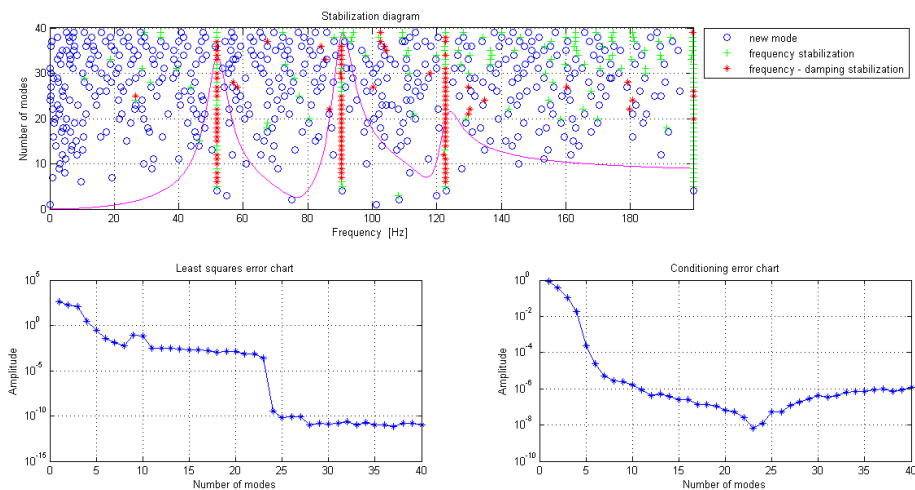 Stabilization diagram
Number of modes
40
30
20
10
0
0 20 40 60 80 100 120 140 160 180
Frequency [Hz]
new mode
frequency stabilization
frequency - damping stabilization
Least squares error chart
Amplitude
10^5
10^0
10^-5
10^-10
10^-15
0 5 10 15 20 25 30 35 40
Number of modes
Conditioning error chart
Amplitude
10^0
10^-2
10^-4
10^-6
10^-8
10^-10
0 5 10 15 20 25 30 35 40
Number of modes